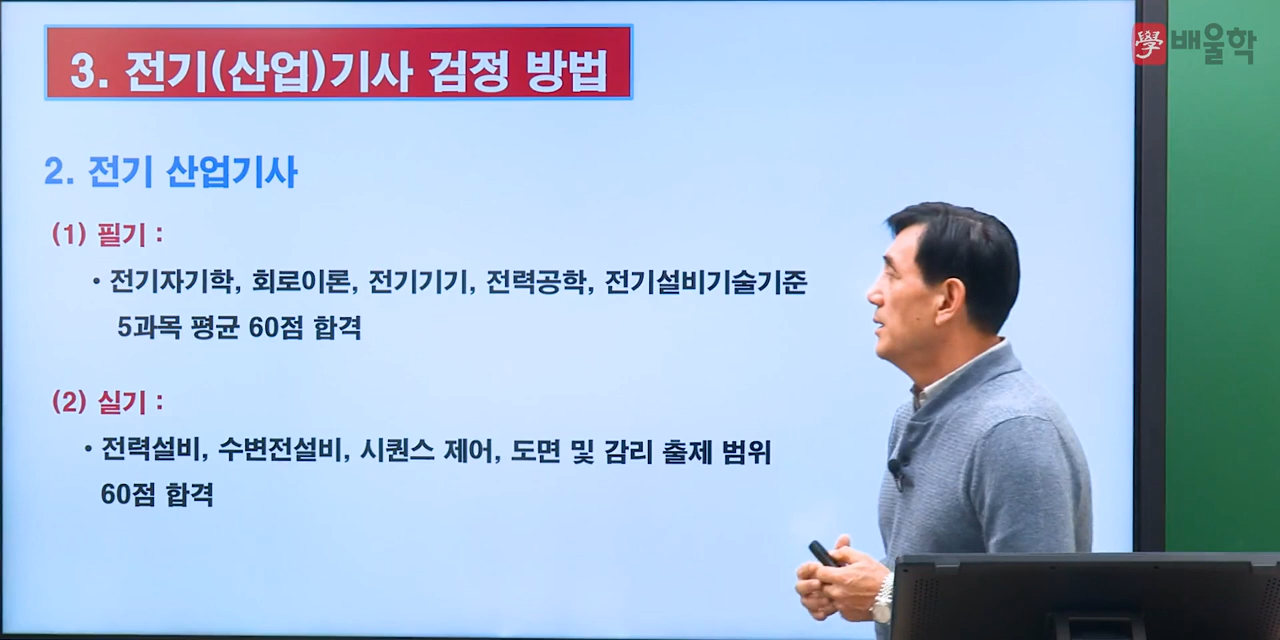 3. 전기(산업)기사 검정 방법
學 배울학
2. 전기 산업기사
(1) 필기 :
• 전기자기학, 회로이론, 전기기기, 전력공학, 전기설비기술기준
5과목 평균 60점 합격
(2) 실기 :
• 전력설비, 수변전설비, 시퀀스 제어, 도면 및 감리 출제 범위
60점 합격